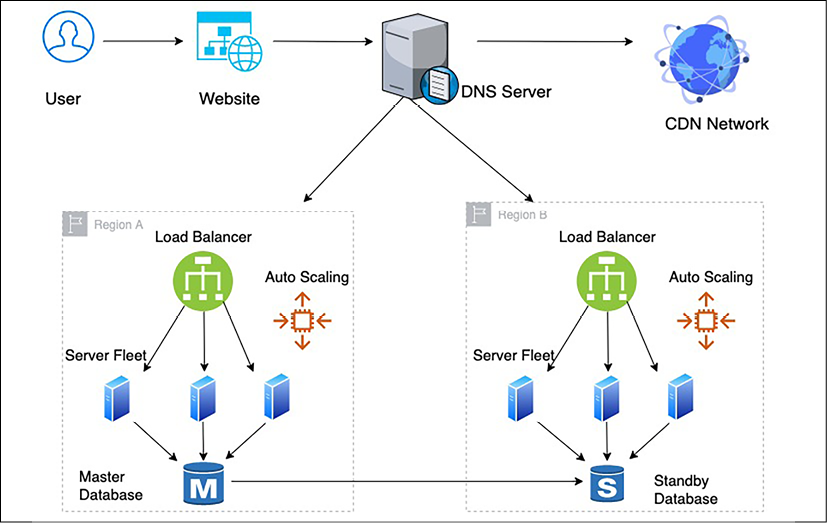 User
Website
DNS Server
CDN Network
Region A
Load Balancer
Auto Scaling
Server Fleet
Master
Database
M
Region B
Load Balancer
Auto Scaling
Server Fleet
S
Standby
Database